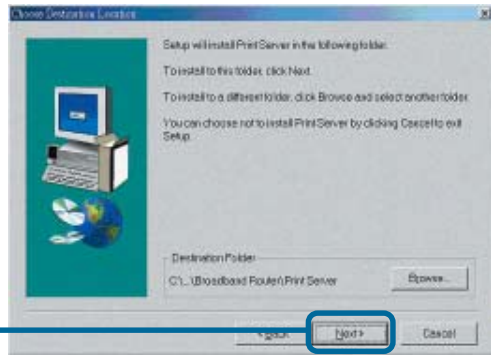 Choose Destination Location
Setup will install Print Server in the following folder.
To install to this folder, click Next.
To install to a different folder, click Browse and select another folder.
You can choose not to install Print Server by clicking Cancel to exit
Setup.
Destination Folder
C:\...\Broadband Router\Print Server
Browse...
< Back
Next >
Cancel